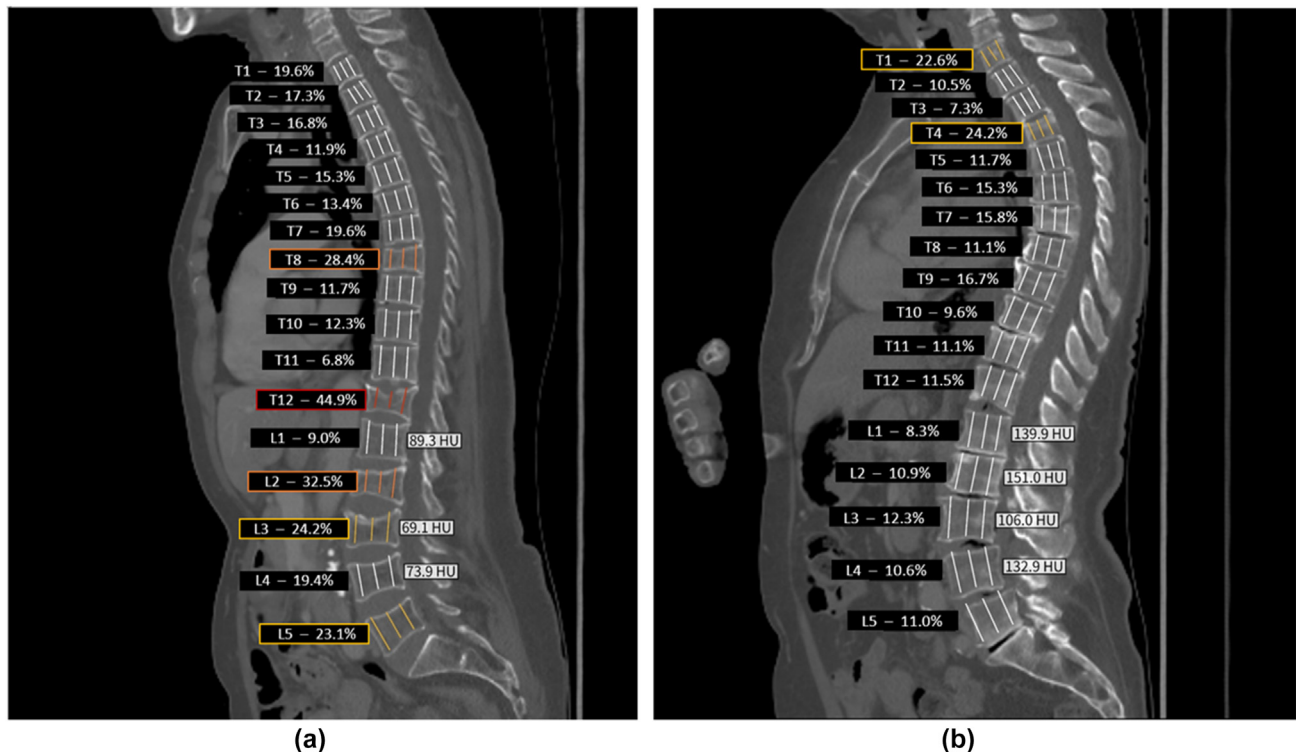 T1 – 19.6%
T2 – 17.3%
T3 – 16.8%
T4 – 11.9%
T5 – 15.3%
T6 – 13.4%
T7 – 19.6%
T8 – 28.4%
T9 – 11.7%
T10 – 12.3%
T11 – 6.8%
T12 – 44.9%
L1 – 9.0% 89.3 HU
L2 – 32.5%
L3 – 24.2% 69.1 HU
L4 – 19.4% 73.9 HU
L5 – 23.1%
(a)
T1 – 22.6%
T2 – 10.5%
T3 – 7.3%
T4 – 24.2%
T5 – 11.7%
T6 – 15.3%
T7 – 15.8%
T8 – 11.1%
T9 – 16.7%
T10 – 9.6%
T11 – 11.1%
T12 – 11.5%
L1 – 8.3% 139.9 HU
L2 – 10.9% 151.0 HU
L3 – 12.3% 106.0 HU
L4 – 10.6% 132.9 HU
L5 – 11.0%
(b)